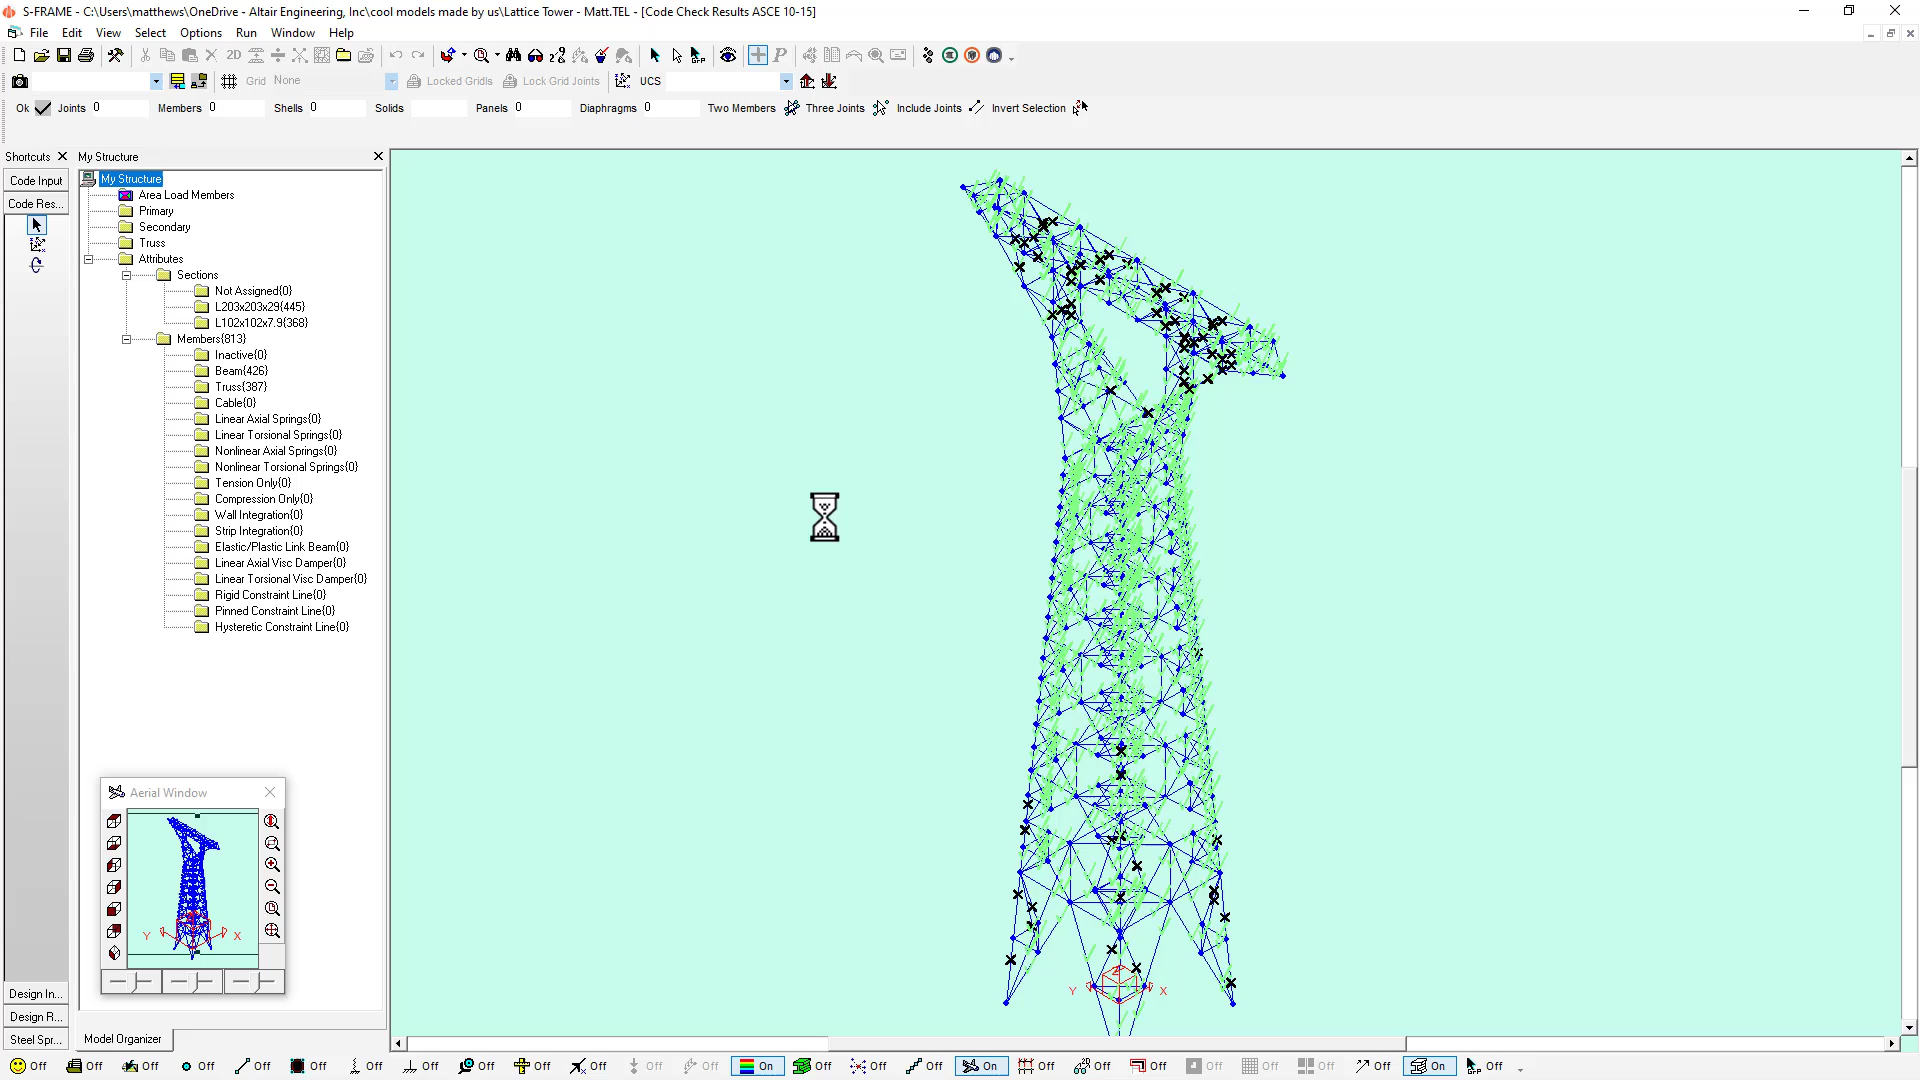 S-FRAME - C:\Users\matthews\OneDrive - Altair Engineering, Inc\cool models made by us\Lattice Tower - Matt.TEL - [Code Check Results ASCE 10-15]
File Edit View Select Options Run Window Help
2D P
Grid None Locked Grids Lock Grid Joints UCS
Ok Joints 0 Members 0 Shells 0 Solids Panels 0 Diaphragms 0 Two Members Three Joints Include Joints Invert Selection
Shortcuts My Structure
Code Input
Code Res...
My Structure
Area Load Members
Primary
Secondary
Truss
Attributes
Sections
Not Assigned{0}
L203x203x29{445}
L102x102x7.9{368}
Members{813}
Inactive{0}
Beam{426}
Truss{387}
Cable{0}
Linear Axial Springs{0}
Linear Torsional Springs{0}
Nonlinear Axial Springs{0}
Nonlinear Torsional Springs{0}
Tension Only{0}
Compression Only{0}
Wall Integration{0}
Strip Integration{0}
Elastic/Plastic Link Beam{0}
Linear Axial Visc Damper{0}
Linear Torsional Visc Damper{0}
Rigid Constraint Line{0}
Pinned Constraint Line{0}
Hysteretic Constraint Line{0}
Aerial Window
Y X
Z
Y X
Design In...
Design R...
Steel Spr...
Model Organizer
Off Off Off Off Off Off Off Off Off Off Off Off Off On Off Off Off On Off Off Off Off Off Off Off On Off